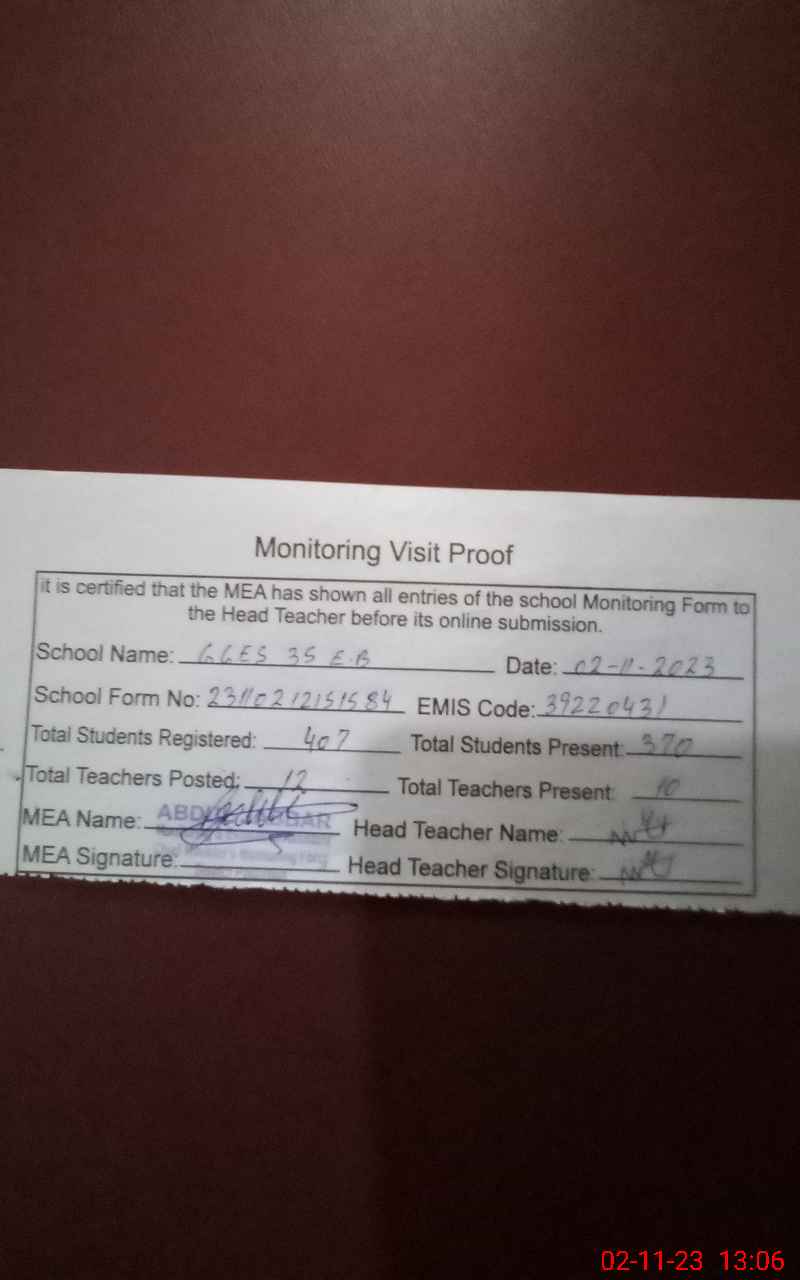 Monitoring Visit Proof
it is certified that the MEA has shown all entries of the school Monitoring Form to
the Head Teacher before its online submission.
School Name: GGES 35 E.B Date: 02-11-2023
School Form No: 23110212151584 EMIS Code: 39220431
Total Students Registered: 407 Total Students Present: 370
Total Teachers Posted: 12 Total Teachers Present: 10
MEA Name: Head Teacher Name:
MEA Signature: Head Teacher Signature:
02-11-23 13:06